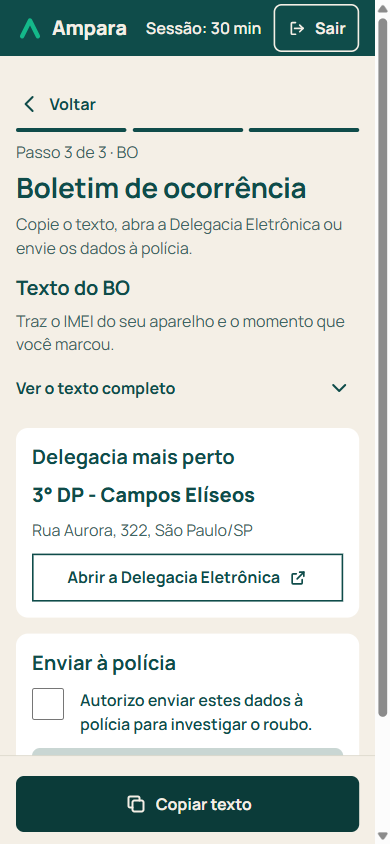 Ampara
Sessão: 30 min
Sair
Voltar
Passo 3 de 3 · BO
Boletim de ocorrência
Copie o texto, abra a Delegacia Eletrônica ou
envie os dados à polícia.
Texto do BO
Traz o IMEI do seu aparelho e o momento que
você marcou.
Ver o texto completo
Delegacia mais perto
3° DP - Campos Elíseos
Rua Aurora, 322, São Paulo/SP
Abrir a Delegacia Eletrônica
Enviar à polícia
Autorizo enviar estes dados à
polícia para investigar o roubo.
Copiar texto